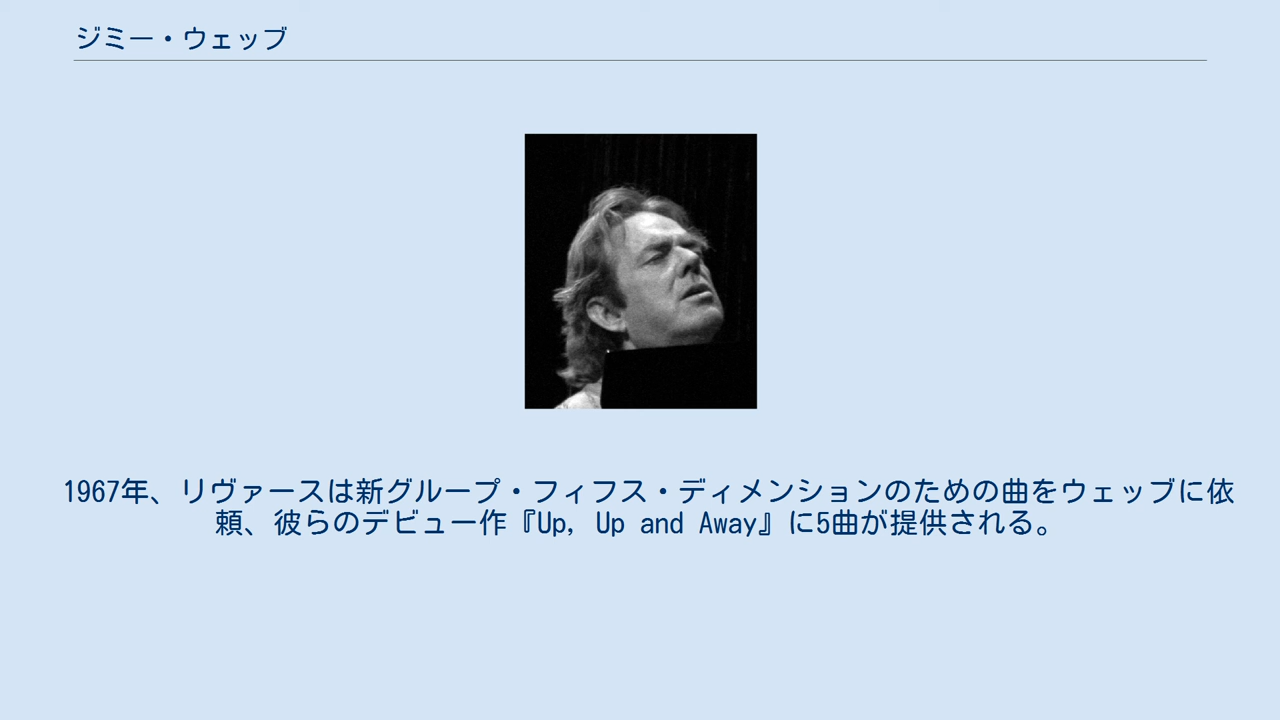 ジミー・ウェッブ
1967年、リヴァースは新グループ・フィフス・ディメンションのための曲をウェッブに依
頼、彼らのデビュー作『Up, Up and Away』に5曲が提供される。